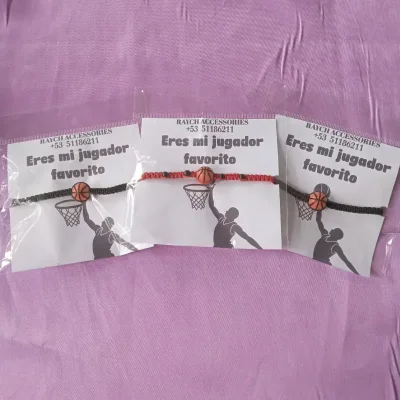 RAYCH ACCESSORIES
+53 51186211
Eres mi jugador
favorito
RAYCH ACCESSORIES
+53 51186211
Eres mi jugador
favorito
RAYCH ACCESSORIES
+53 51186211
Eres mi jugador
favorito